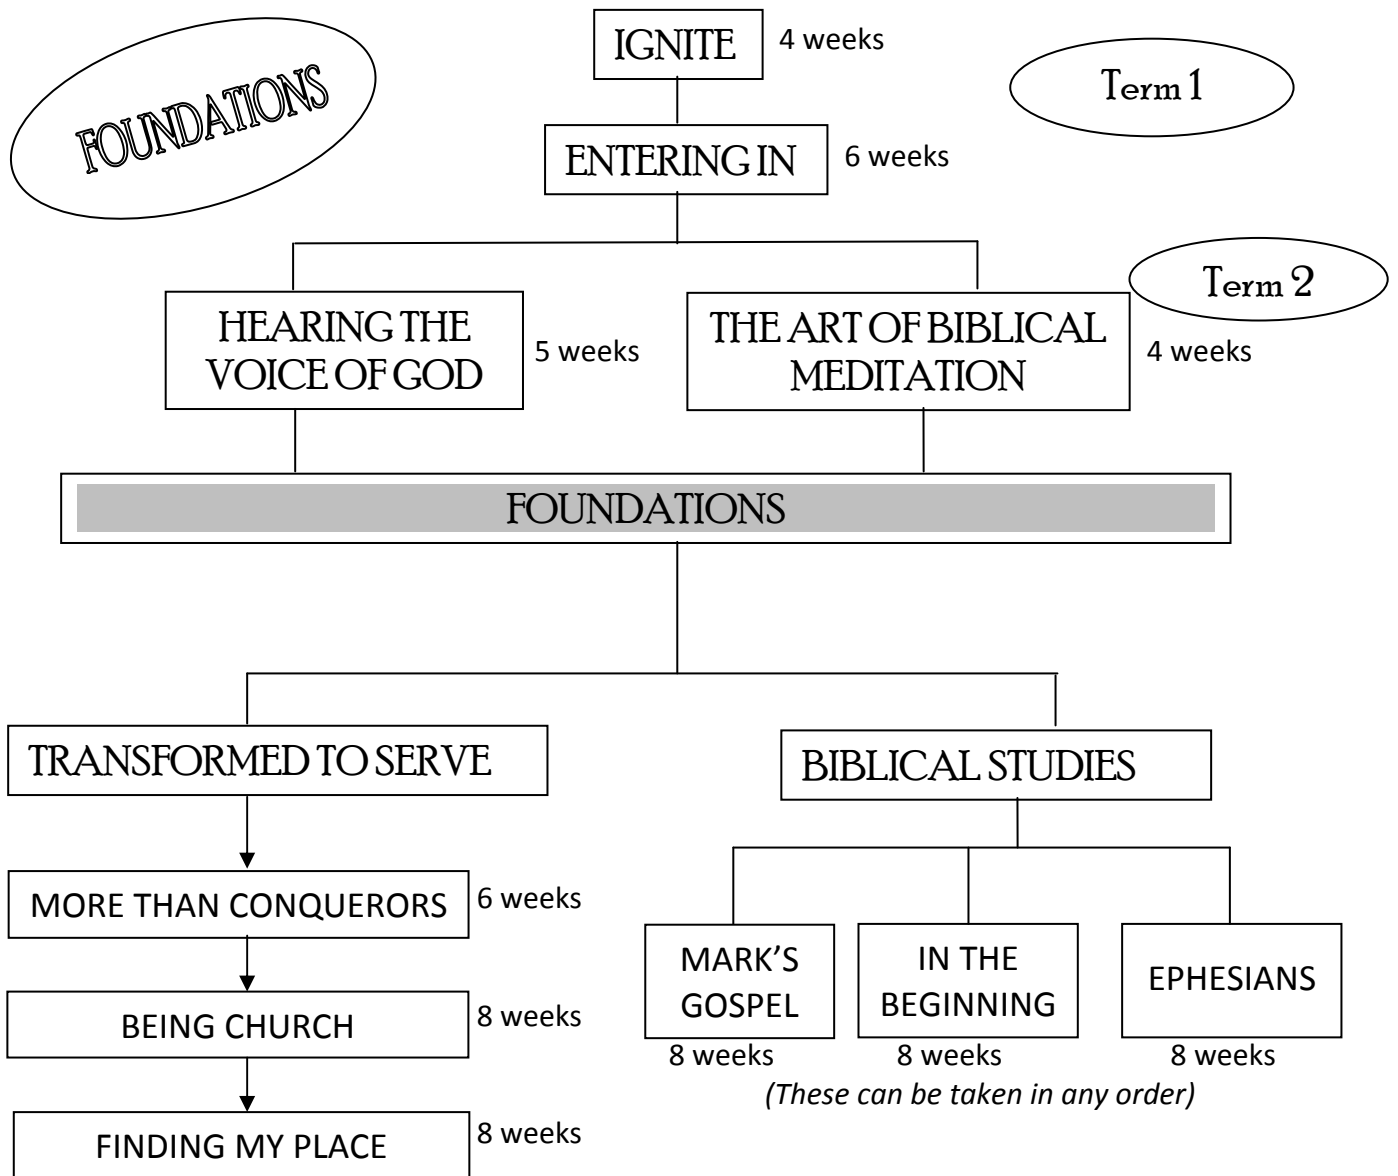 FOUNDATIONS
IGNITE
4 weeks
Term 1
ENTERING IN
6 weeks
Term 2
HEARING THE
VOICE OF GOD
5 weeks
THE ART OF BIBLICAL
MEDITATION
4 weeks
FOUNDATIONS
TRANSFORMED TO SERVE
MORE THAN CONQUERORS
6 weeks
BEING CHURCH
8 weeks
FINDING MY PLACE
8 weeks
BIBLICAL STUDIES
MARK’S
GOSPEL
8 weeks
IN THE
BEGINNING
8 weeks
EPHESIANS
8 weeks
(These can be taken in any order)